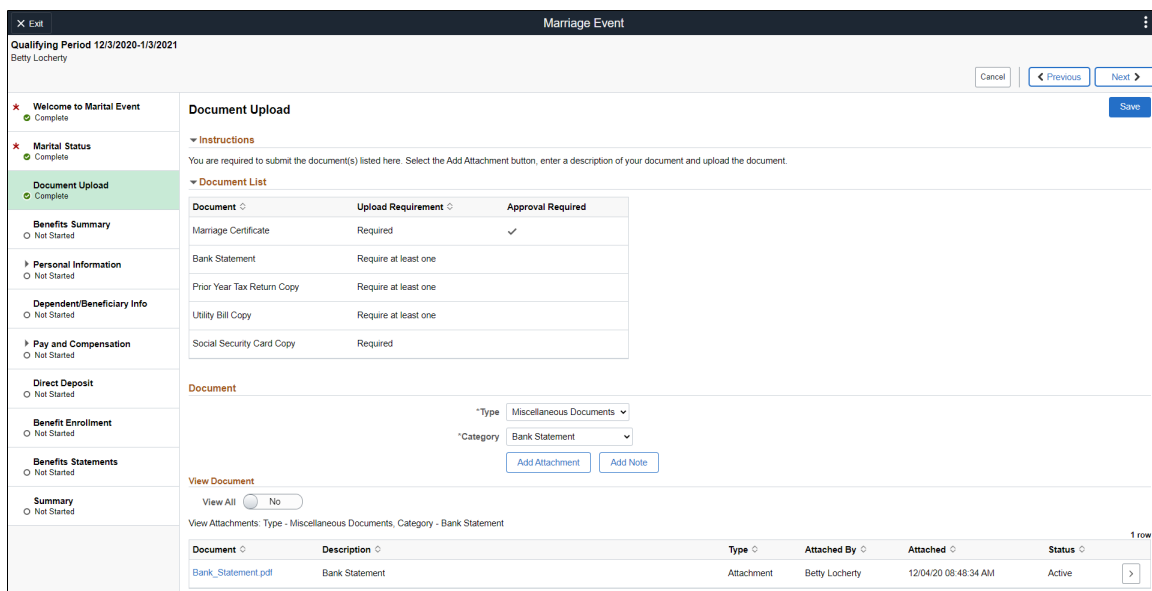 Exit
Marriage Event
Qualifying Period 12/3/2020-1/3/2021
Betty Locherty
Cancel
Previous
Next
Welcome to Marital Event
Complete
Marital Status
Complete
Document Upload
Complete
Benefits Summary
Not Started
Personal Information
Not Started
Dependent/Beneficiary Info
Not Started
Pay and Compensation
Not Started
Direct Deposit
Not Started
Benefit Enrollment
Not Started
Benefits Statements
Not Started
Summary
Not Started
Document Upload
Save
Instructions
You are required to submit the document(s) listed here. Select the Add Attachment button, enter a description of your document and upload the document.
Document List
Document Upload Requirement Approval Required
Marriage Certificate Required
Bank Statement Require at least one
Prior Year Tax Return Copy Require at least one
Utility Bill Copy Require at least one
Social Security Card Copy Required
Document
*Type Miscellaneous Documents
*Category Bank Statement
Add Attachment Add Note
View Document
View All No
View Attachments: Type - Miscellaneous Documents, Category - Bank Statement
1 row
Document Description Type Attached By Attached Status
Bank_Statement.pdf Bank Statement Attachment Betty Locherty 12/04/20 08:48:34 AM Active